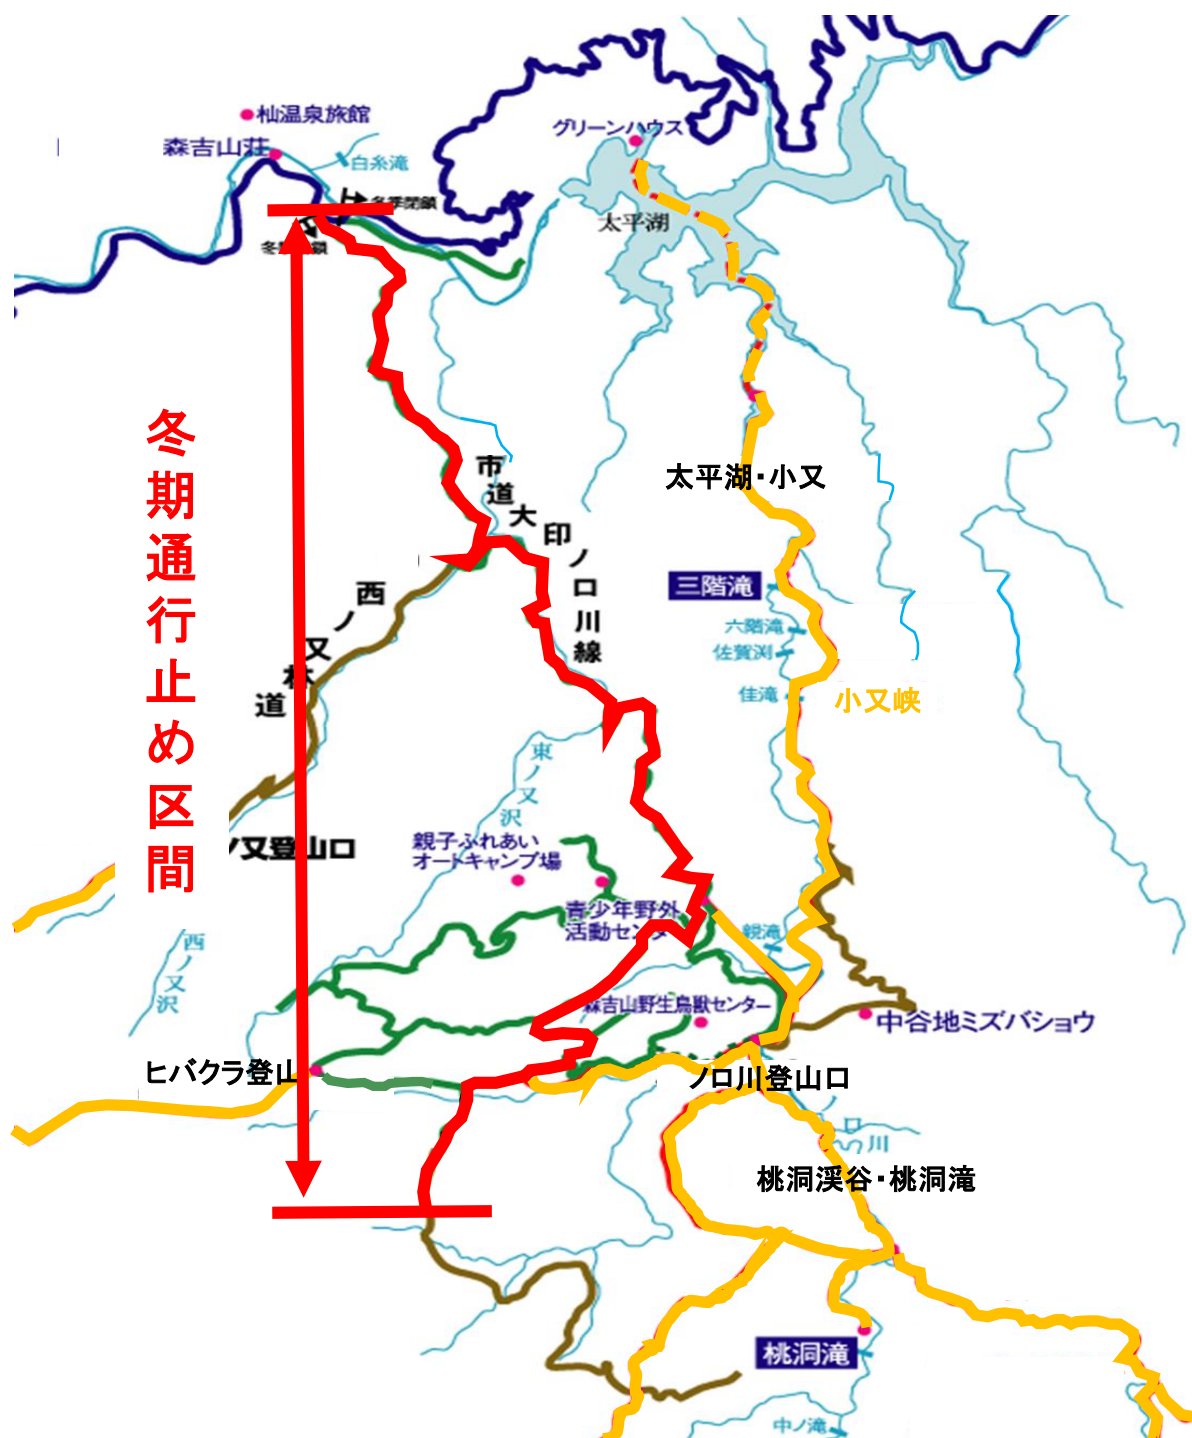 杣温泉旅館
森吉山荘
白糸滝
グリーンハウス
冬季閉鎖
太平湖
冬期通行止め区間
市道大印ノロ川線
太平湖・小又
西ノ又林道
三階滝
六階滝
佐賀渕
佳滝
小又峡
東ノ又沢
親子ふれあい
オートキャンプ場
ノ又登山口
青少年野外
活動センター
親滝
西ノ又沢
森吉山野生鳥獣センター
中谷地ミズバショウ
ヒバクラ登山
ノロ川登山口
ノロ川
桃洞渓谷・桃洞滝
桃洞滝
中ノ滝